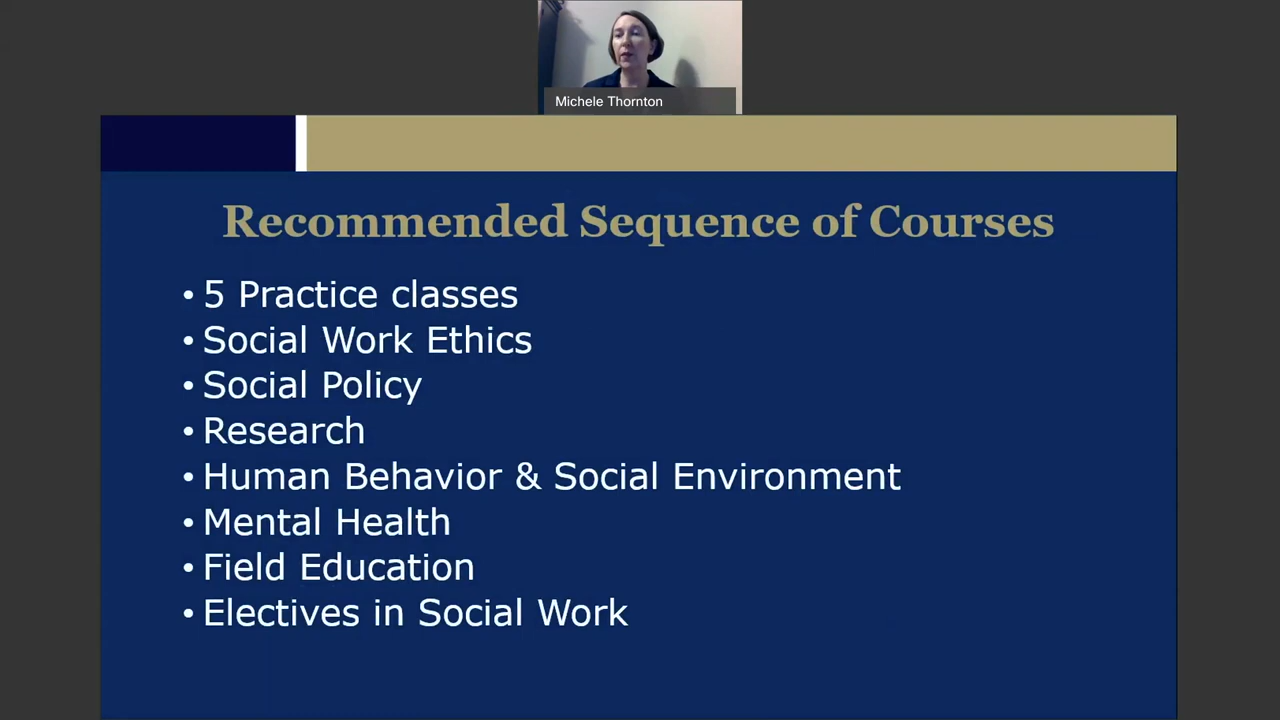 Michele Thornton
Recommended Sequence of Courses
• 5 Practice classes
• Social Work Ethics
• Social Policy
• Research
• Human Behavior & Social Environment
• Mental Health
• Field Education
• Electives in Social Work